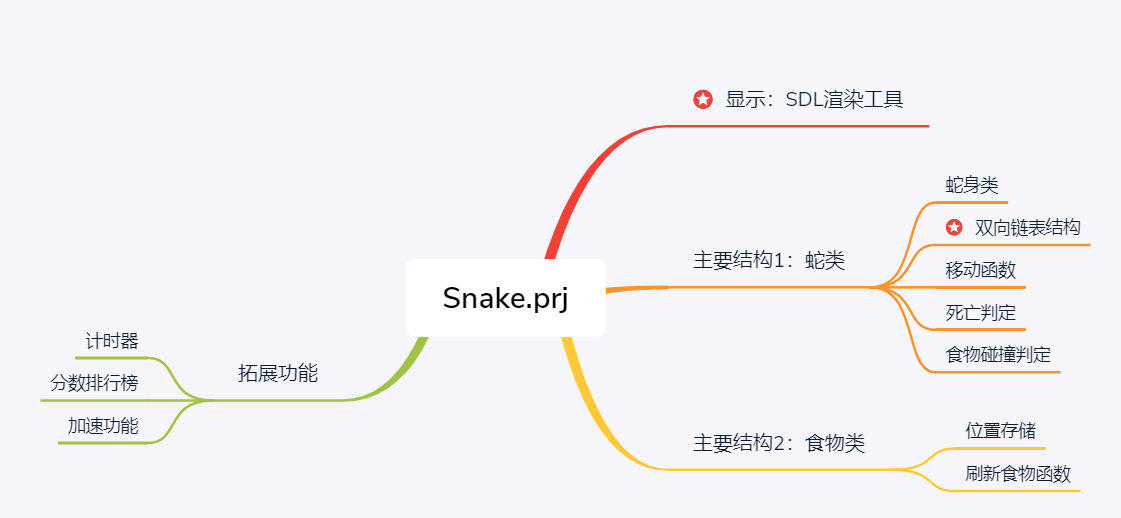 Snake.prj
显示：SDL渲染工具
主要结构1：蛇类
蛇身类
双向链表结构
移动函数
死亡判定
食物碰撞判定
主要结构2：食物类
位置存储
刷新食物函数
拓展功能
计时器
分数排行榜
加速功能